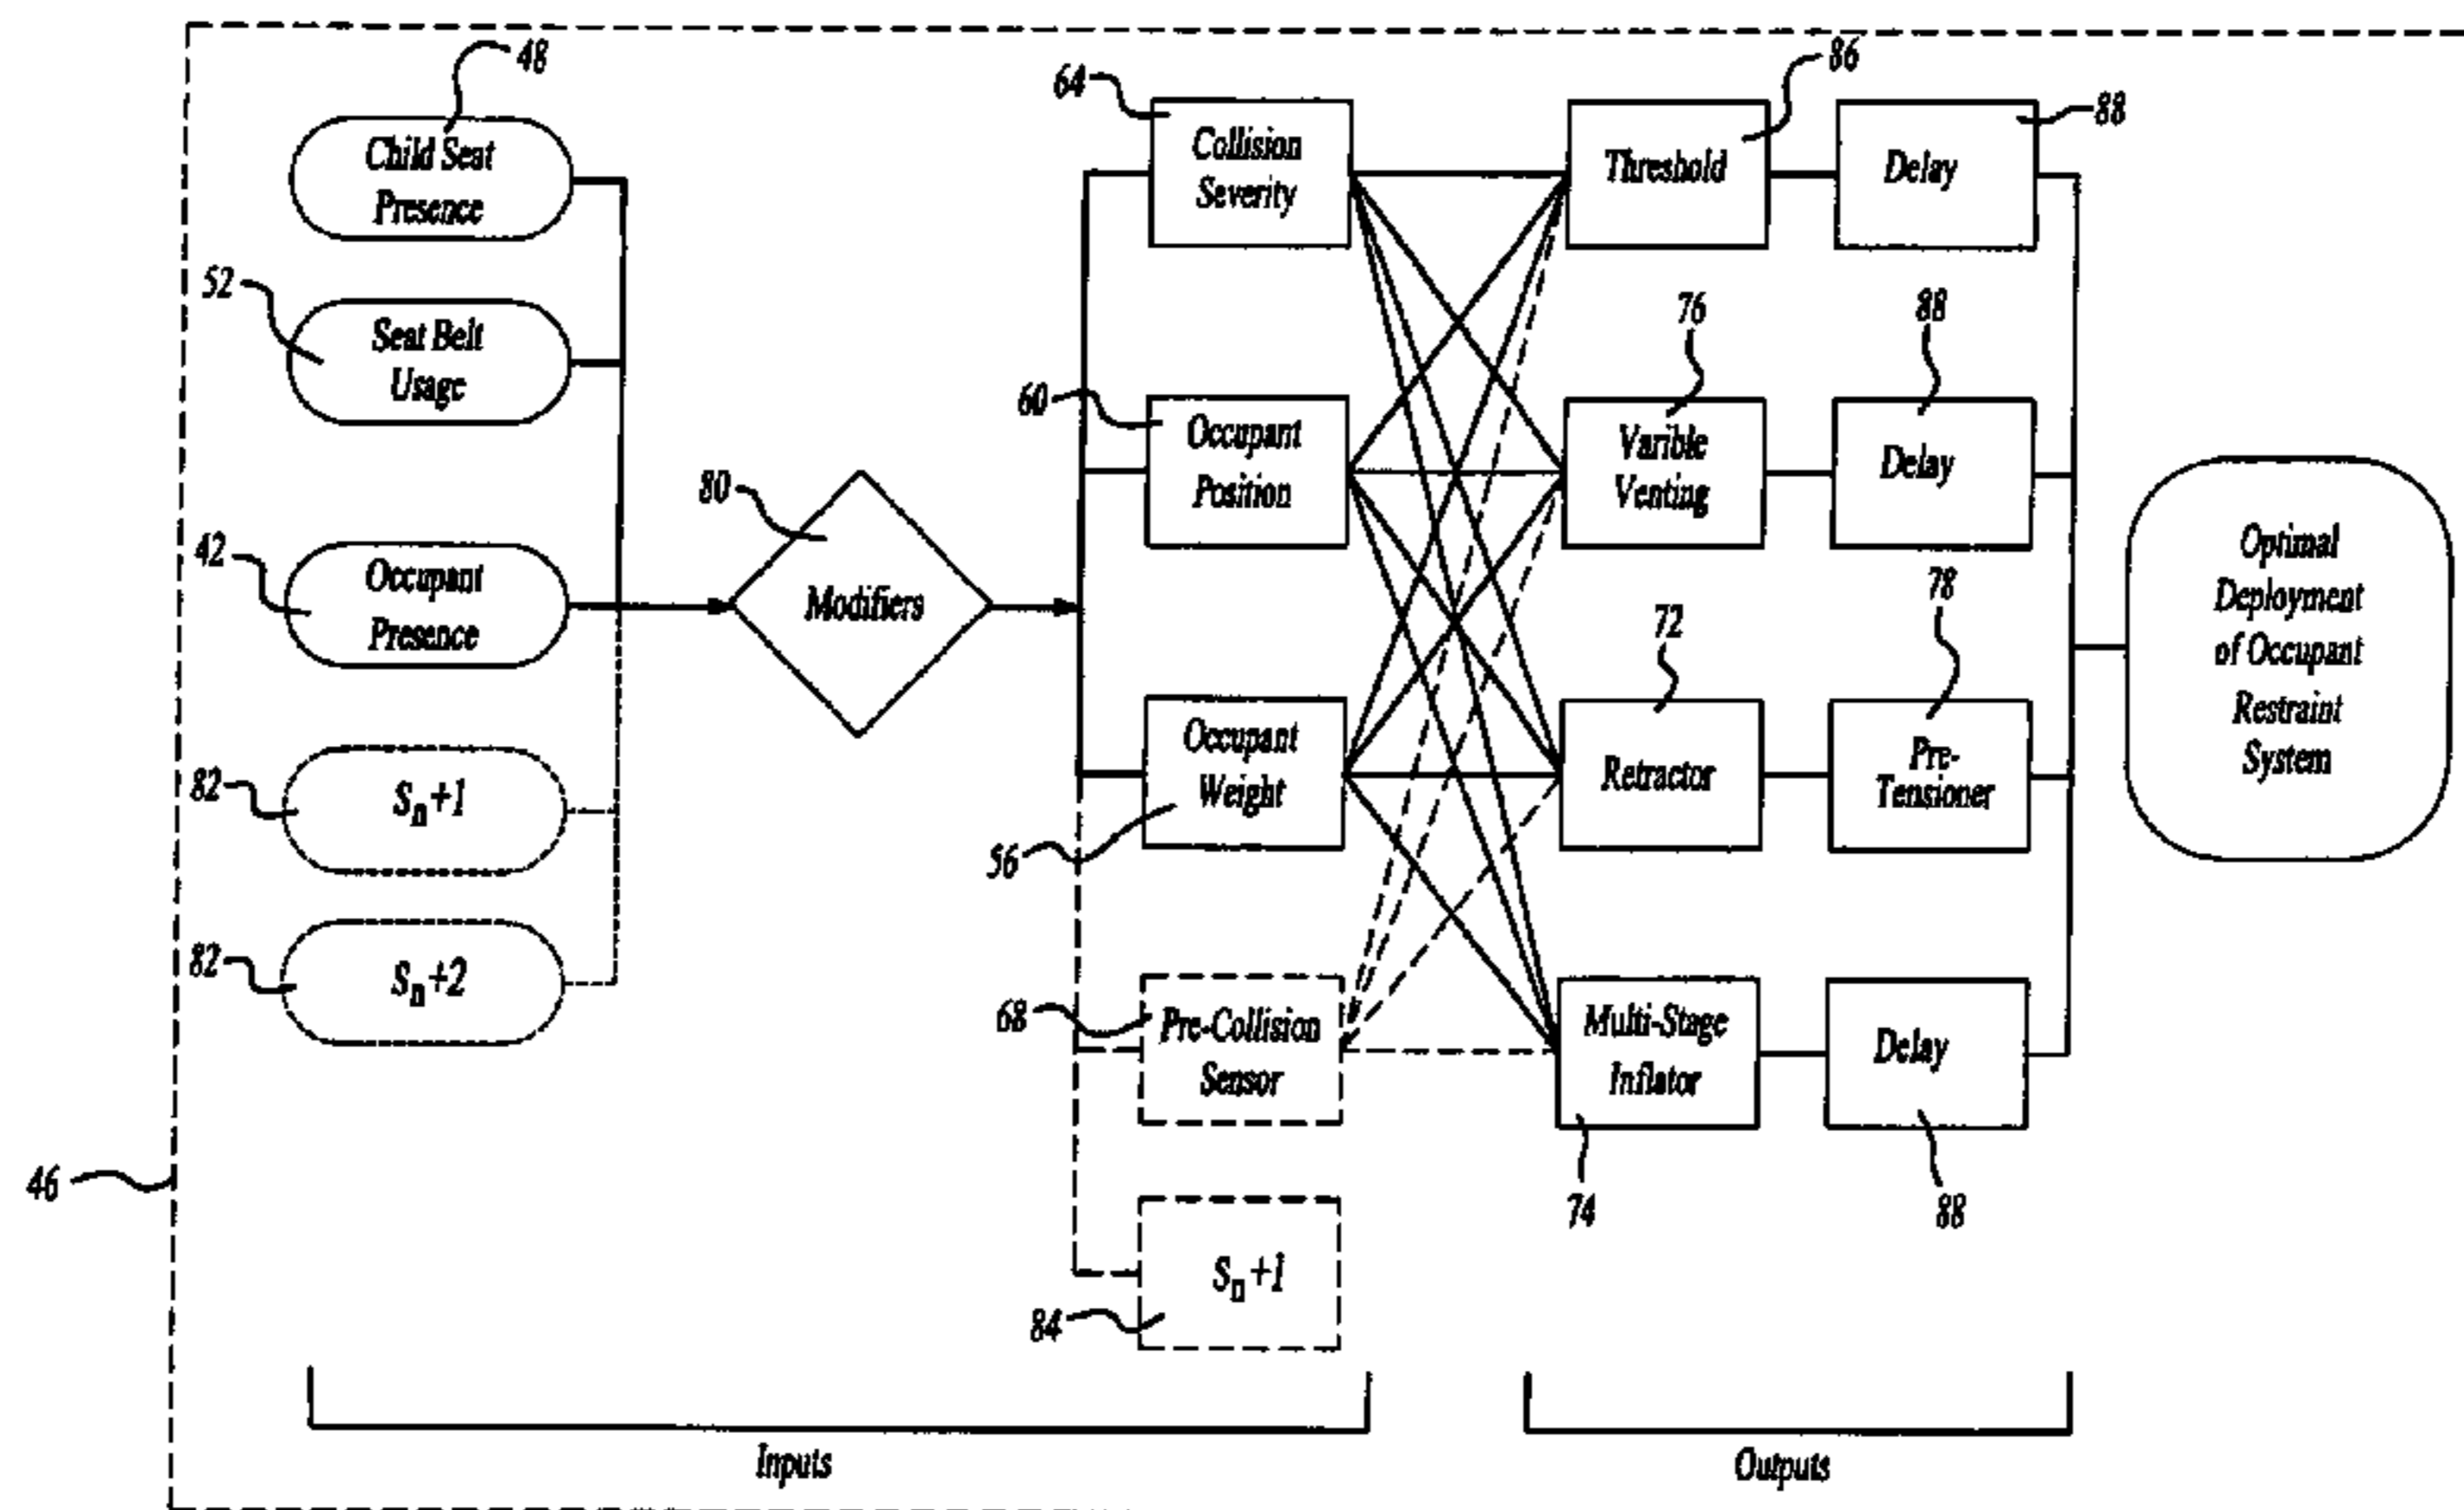 48
Child Seat
Presence
52
Seat Belt
Usage
42
Occupant
Presence
82
Sn+1
82
Sn+2
46
80
Modifiers
64
Collision
Severity
60
Occupant
Position
56
Occupant
Weight
68
Pre-Collision
Sensor
84
Sn+1
86
Threshold
88
Delay
76
Varible
Venting
88
Delay
72
Retractor
78
Pre-
Tensioner
74
Multi-Stage
Inflator
88
Delay
Optimal
Deployment
of Occupant
Restraint
System
Inputs
Outputs